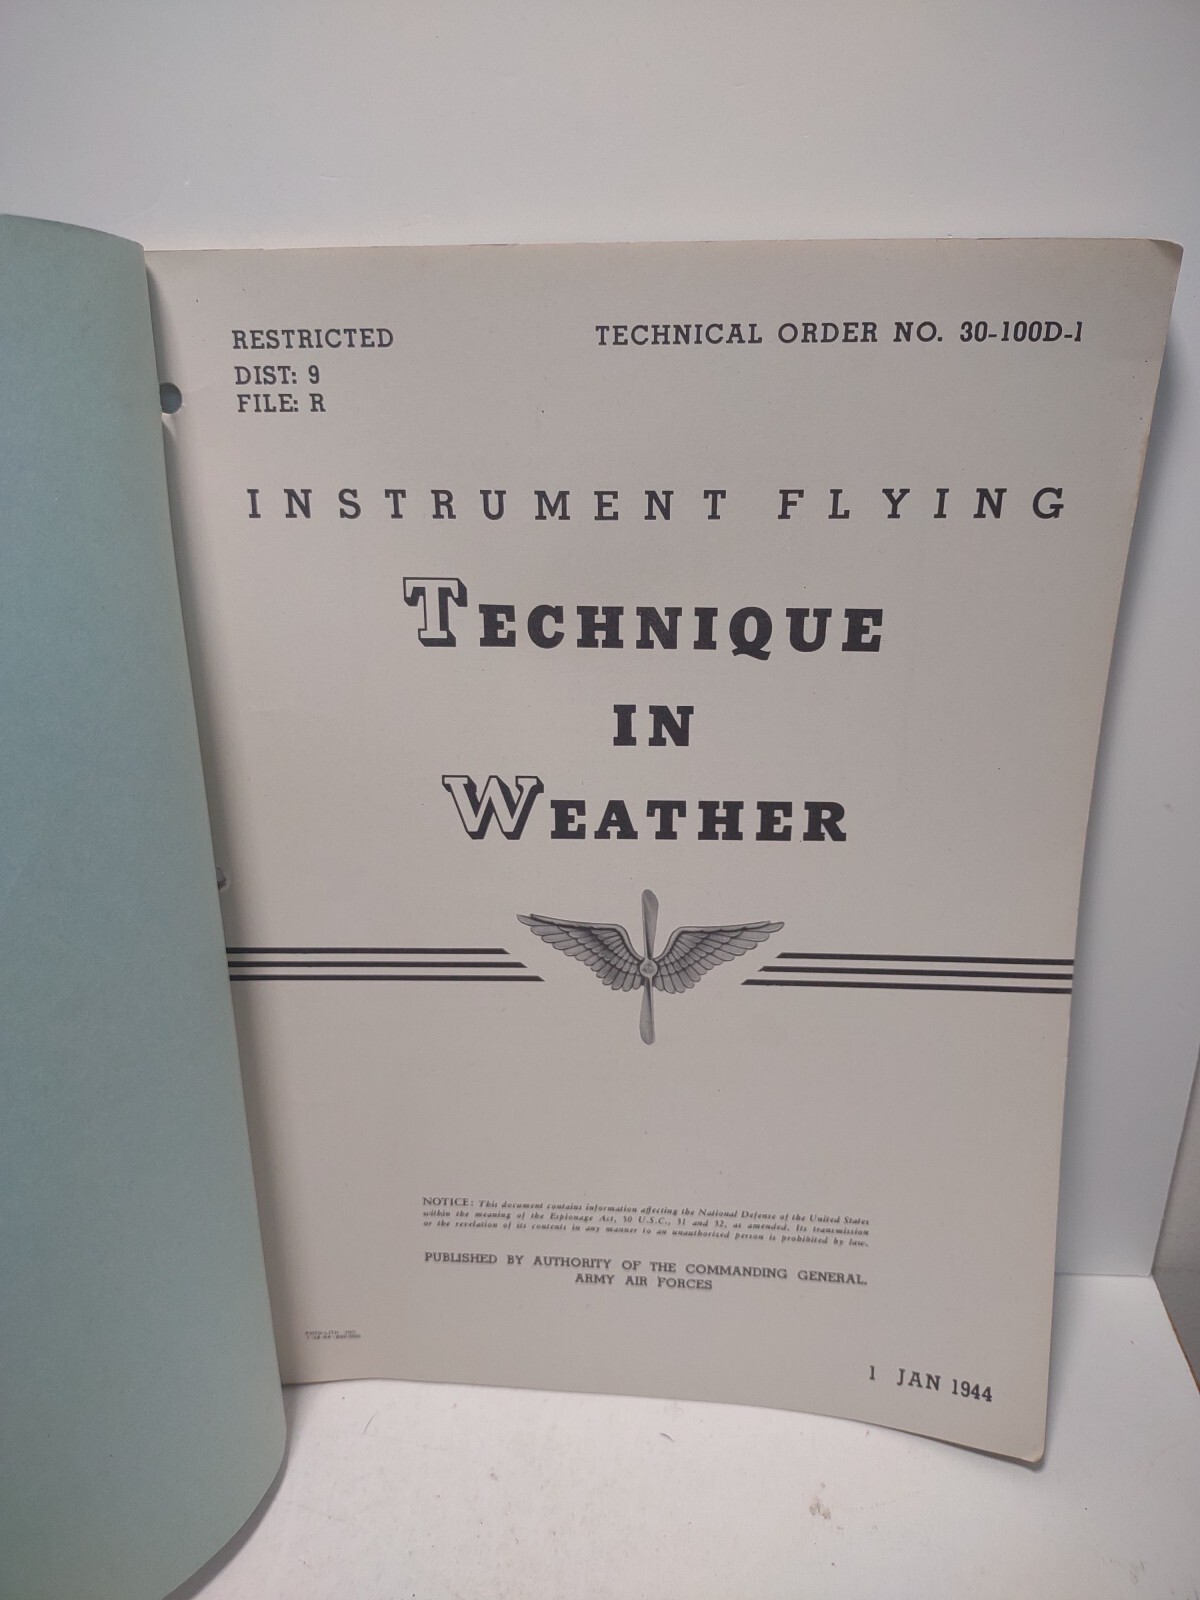 RESTRICTED
TECHNICAL ORDER NO. 30-100D-1
DIST: 9
FILE: R
INSTRUMENT FLYING
TECHNIQUE
IN
WEATHER
NOTICE: This document contains information affecting the National Defense of the United States
within the meaning of the Espionage Act, 50 U.S.C., 31 and 32, as amended. Its transmission
or the revelation of its contents in any manner to an unauthorized person is prohibited by law.
PUBLISHED BY AUTHORITY OF THE COMMANDING GENERAL,
ARMY AIR FORCES
1 JAN 1944